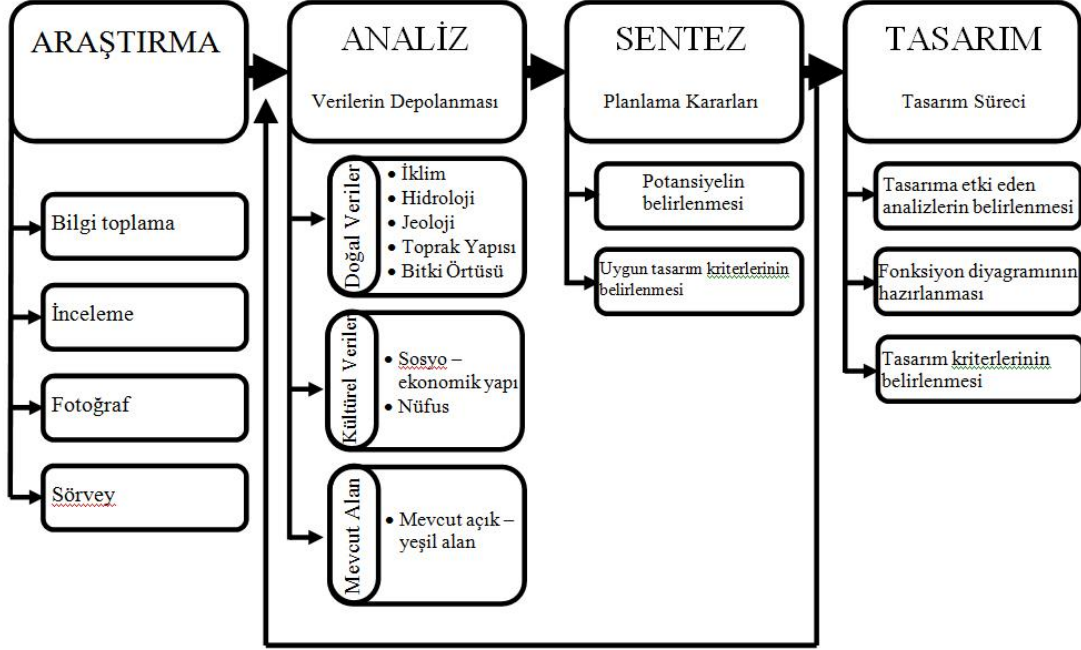 ARAŞTIRMA
Bilgi toplama
İnceleme
Fotoğraf
Sörvey
ANALİZ
Verilerin Depolanması
Doğal Veriler
• İklim
• Hidroloji
• Jeoloji
• Toprak Yapısı
• Bitki Örtüsü
Kültürel Veriler
• Sosyo –
ekonomik yapı
• Nüfus
Mevcut Alan
• Mevcut açık –
yeşil alan
SENTEZ
Planlama Kararları
Potansiyelin
belirlenmesi
Uygun tasarım kriterlerinin
belirlenmesi
TASARIM
Tasarım Süreci
Tasarıma etki eden
analizlerin belirlenmesi
Fonksiyon diyagramının
hazırlanması
Tasarım kriterlerinin
belirlenmesi